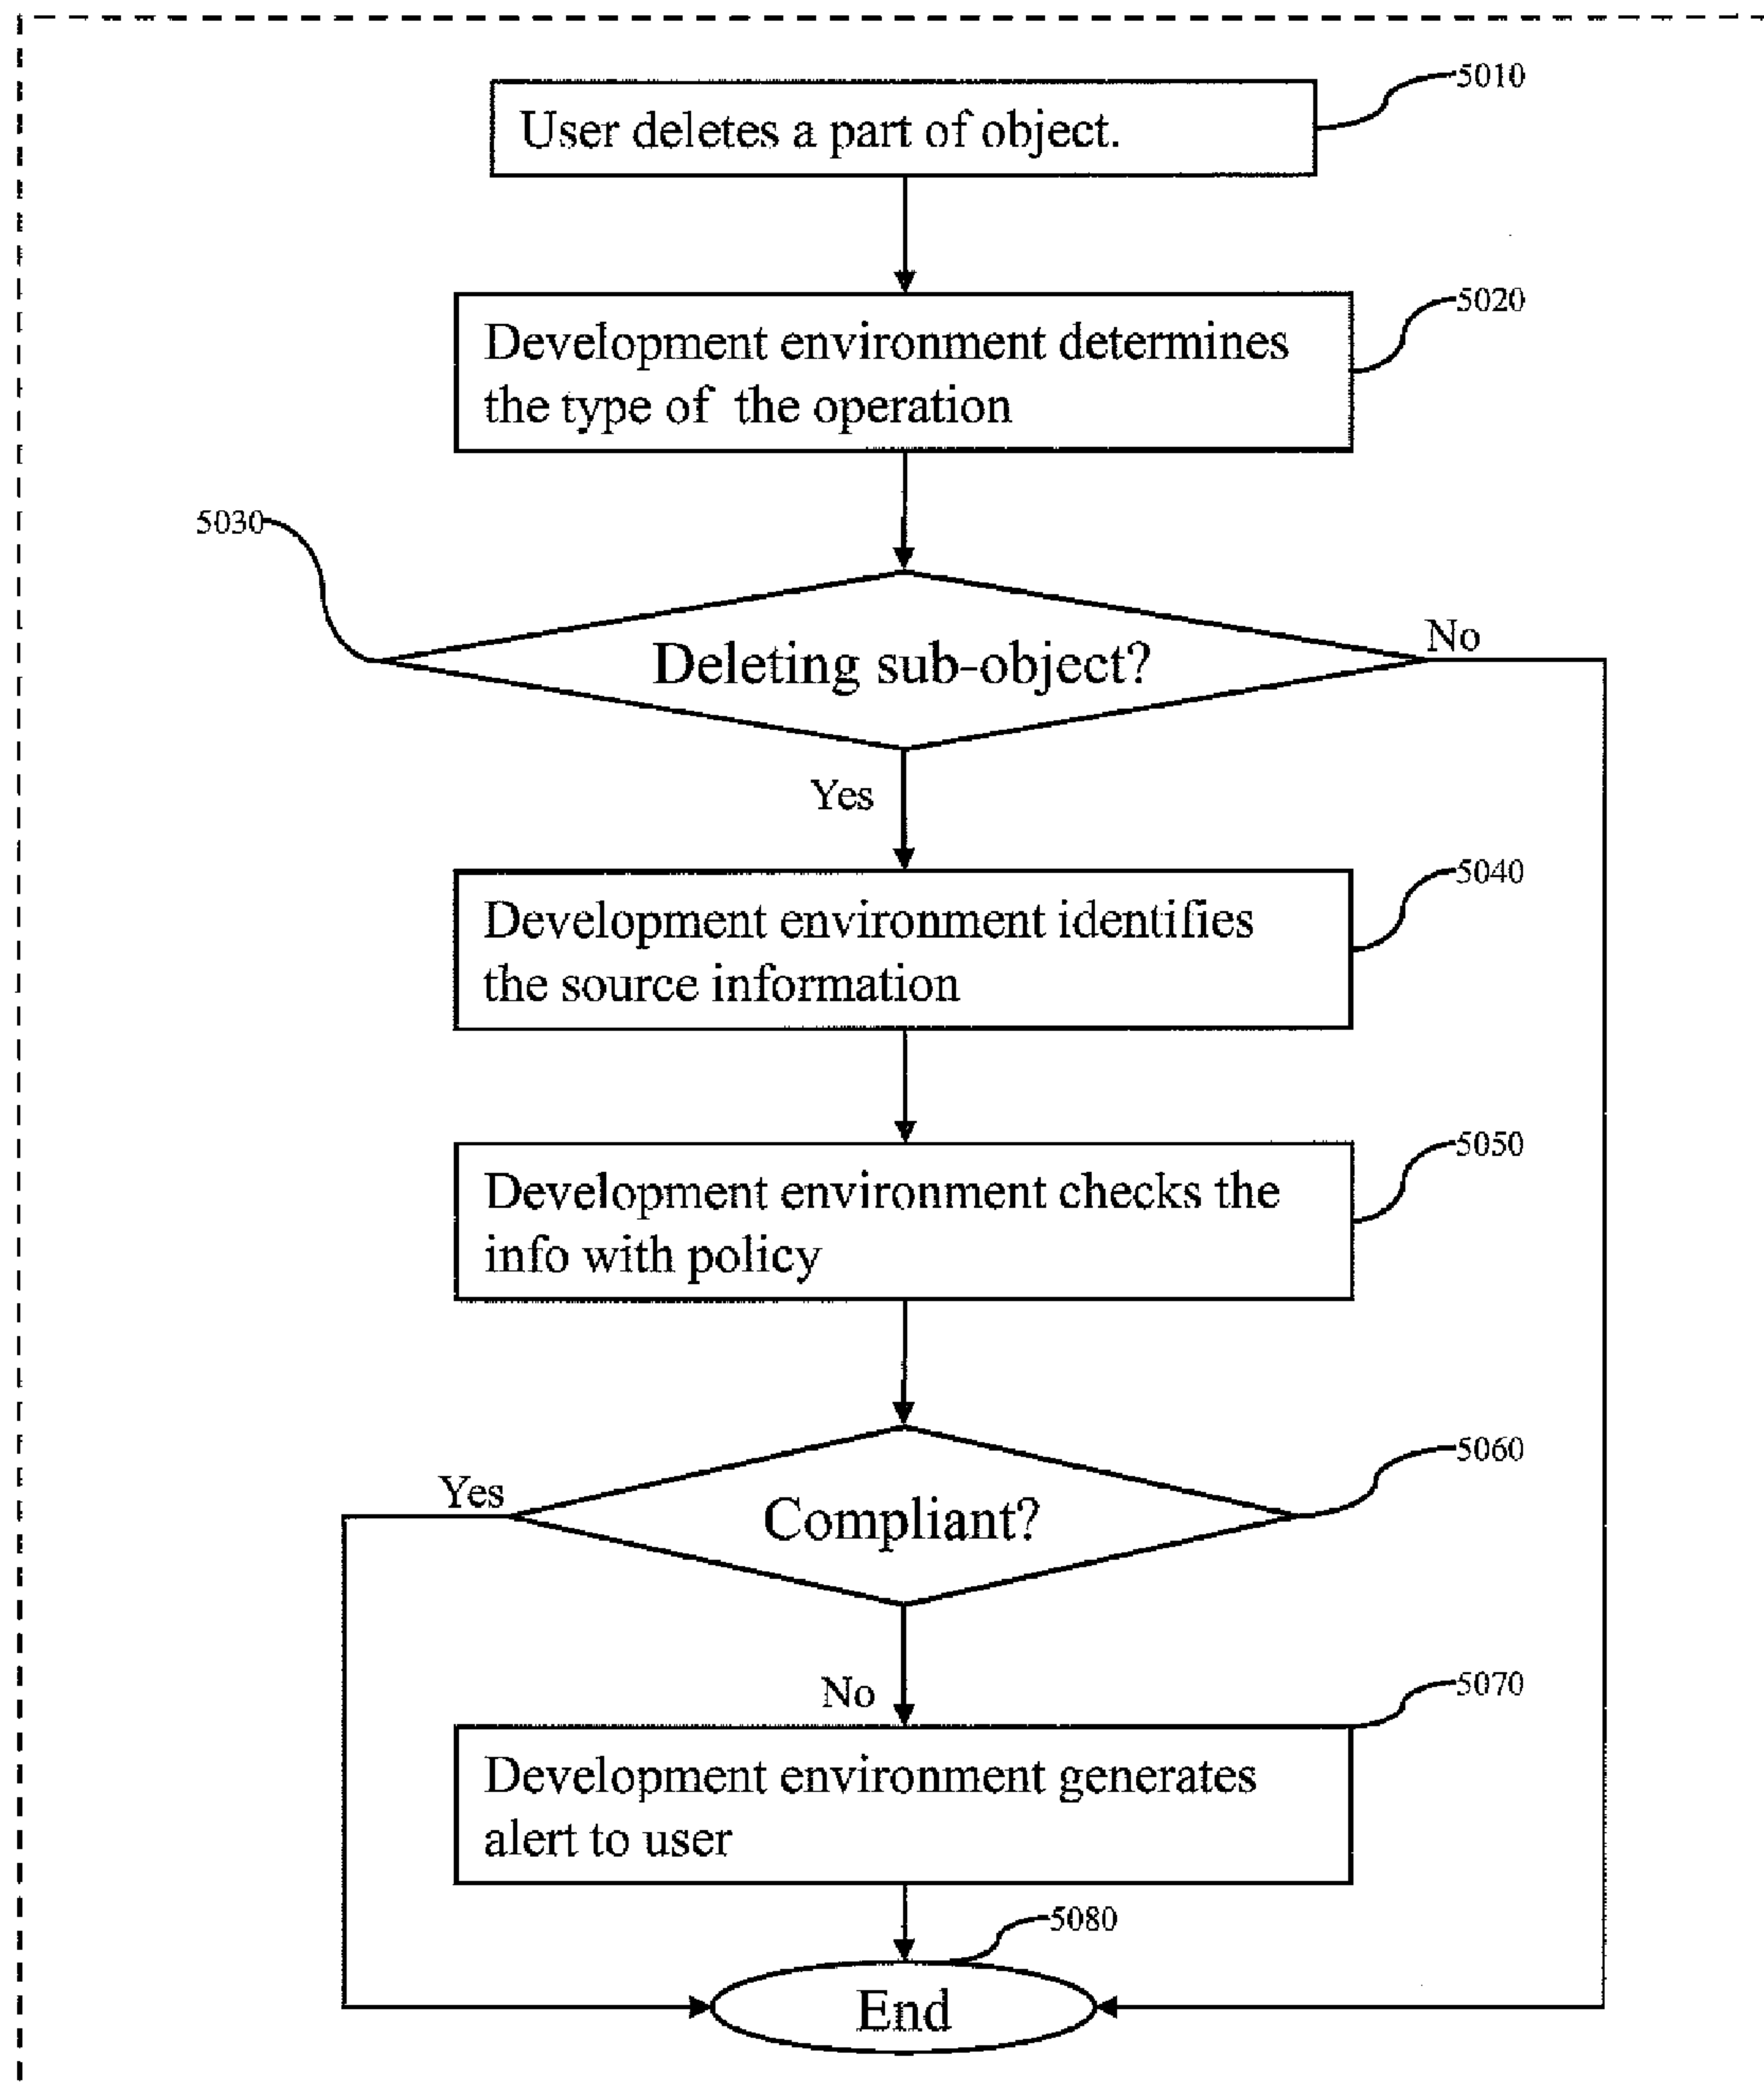 5010
User deletes a part of object.
5020
Development environment determines
the type of the operation
5030
Deleting sub-object?
No
Yes
5040
Development environment identifies
the source information
5050
Development environment checks the
info with policy
5060
Yes
Compliant?
No
5070
Development environment generates
alert to user
5080
End